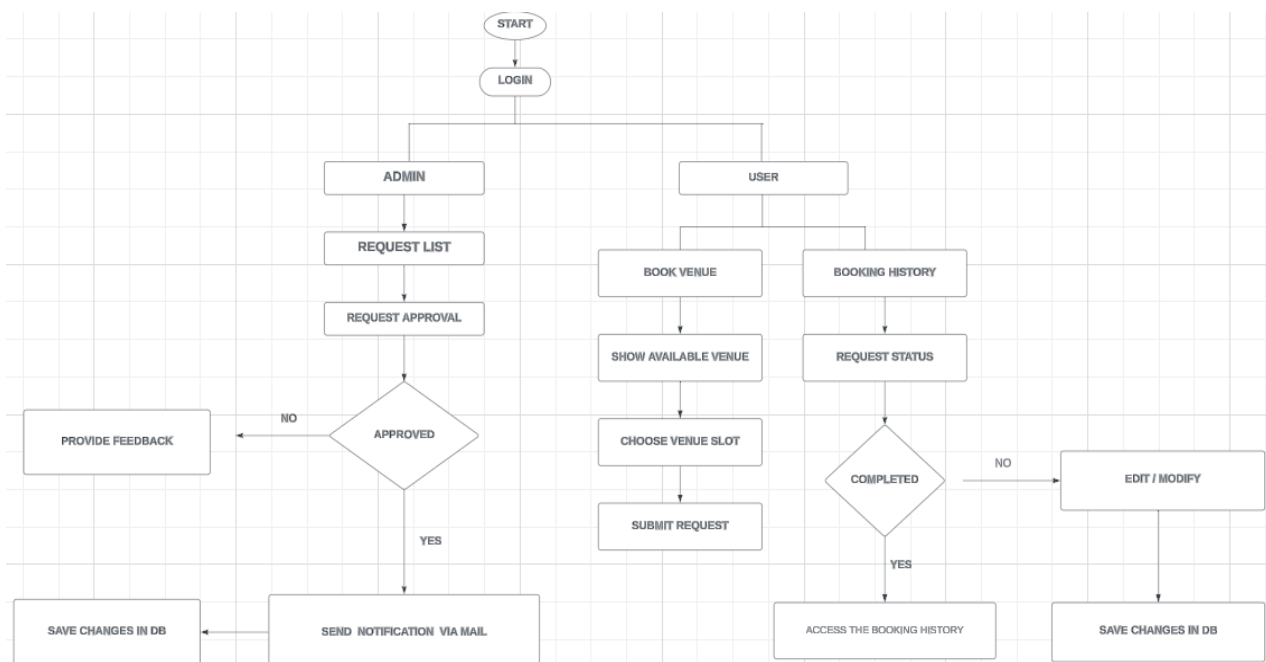 START
LOGIN
ADMIN
USER
REQUEST LIST
BOOK VENUE
BOOKING HISTORY
REQUEST APPROVAL
SHOW AVAILABLE VENUE
REQUEST STATUS
NO
PROVIDE FEEDBACK
APPROVED
CHOOSE VENUE SLOT
NO
COMPLETED
EDIT / MODIFY
SUBMIT REQUEST
YES
YES
SAVE CHANGES IN DB
SEND NOTIFICATION VIA MAIL
ACCESS THE BOOKING HISTORY
SAVE CHANGES IN DB